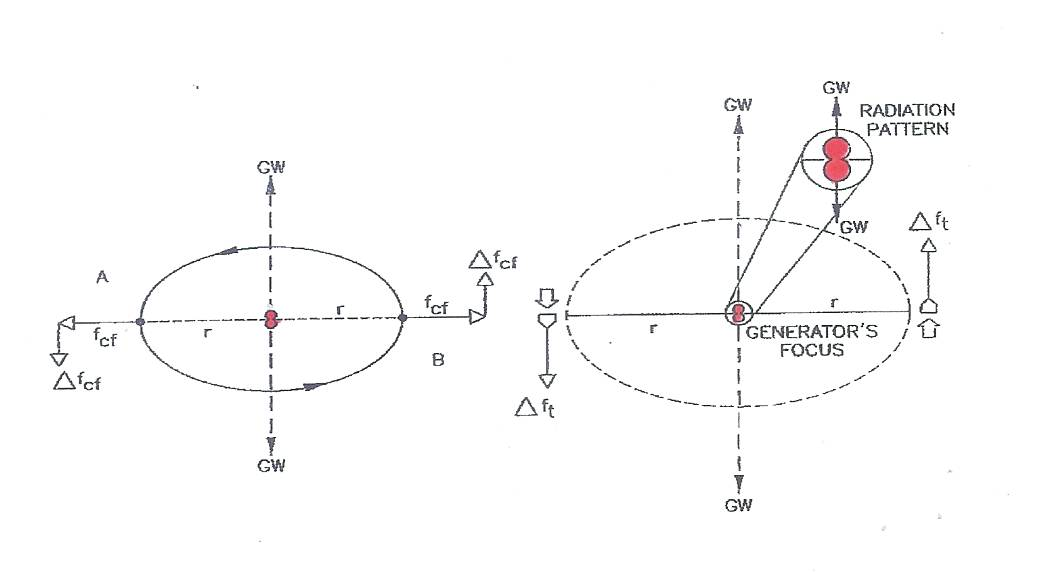 GW
A
Δf_cf
f_cf
r
r
f_cf
Δf_cf
B
GW
GW
GW
RADIATION
PATTERN
GW
Δf_t
r
r
GENERATOR'S
FOCUS
Δf_t
GW